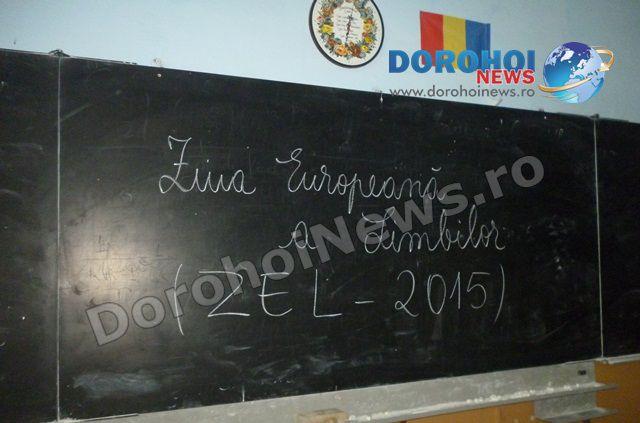 DOROHOI
NEWS
www.dorohoinews.ro
Ziua Europeană
a Limbilor
(ZEL - 2015)
DorohoiNews.ro